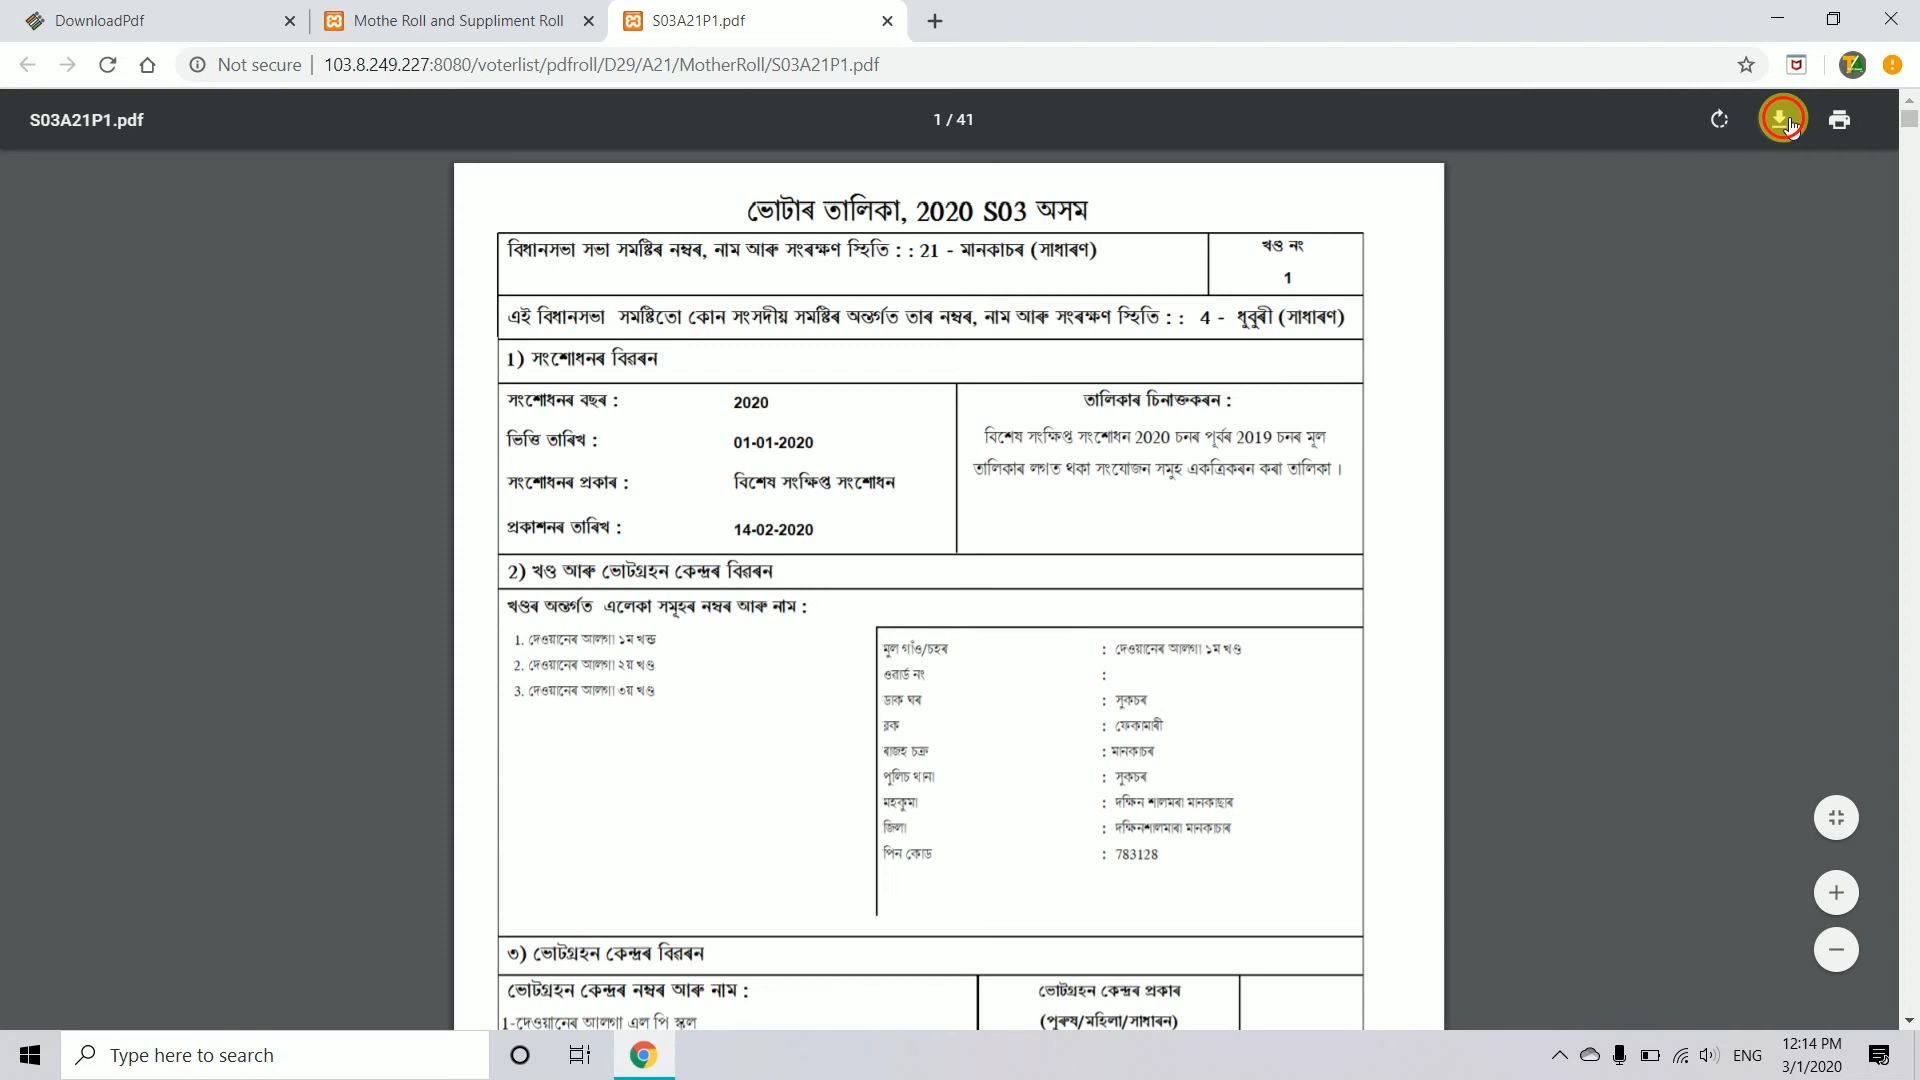 DownloadPdf
Mothe Roll and Suppliment Roll
S03A21P1.pdf
Not secure
103.8.249.227:8080/voterlist/pdfroll/D29/A21/MotherRoll/S03A21P1.pdf
S03A21P1.pdf
1 / 41
ভোটাৰ তালিকা, 2020 S03 অসম
বিধানসভা সভা সমষ্টিৰ নম্বৰ, নাম আৰু সংৰক্ষণ স্থিতি : : 21 - মানকাচৰ (সাধাৰণ)
খণ্ড নং
1
এই বিধানসভা সমষ্টিতো কোন সংসদীয় সমষ্টিৰ অন্তৰ্গত তাৰ নম্বৰ, নাম আৰু সংৰক্ষণ স্থিতি : : 4 - ধুবুৰী (সাধাৰণ)
1) সংশোধনৰ বিৱৰন
সংশোধনৰ বছৰ : 2020
ভিত্তি তাৰিখ : 01-01-2020
সংশোধনৰ প্ৰকাৰ : বিশেষ সংক্ষিপ্ত সংশোধন
প্ৰকাশনৰ তাৰিখ : 14-02-2020
তালিকাৰ চিনাক্তকৰন :
বিশেষ সংক্ষিপ্ত সংশোধন 2020 চনৰ পূৰ্বৰ 2019 চনৰ মূল
তালিকাৰ লগত থকা সংযোজন সমুহ একত্ৰিকৰন কৰা তালিকা ।
2) খণ্ড আৰু ভোটগ্ৰহন কেন্দ্ৰৰ বিৱৰন
খণ্ডৰ অন্তৰ্গত এলেকা সমূহৰ নম্বৰ আৰু নাম :
1. দেওয়ানেৰ আলগা ১ম খন্ড
2. দেওয়ানেৰ আলগা ২য় খণ্ড
3. দেওয়ানেৰ আলগা ৩য় খণ্ড
মুল গাঁও/চহৰ : দেওয়ানেৰ আলগা ১ম খণ্ড
ওৱাৰ্ড নং :
ডাক ঘৰ : সুকচৰ
ব্লক : ফেকামাৰী
ৰাজহ চক্ৰ : মানকাচৰ
পুলিচ থানা : সুকচৰ
মহকুমা : দক্ষিন শালমৰা মানকাছাৰ
জিলা : দক্ষিনশালমাৰা মানকাচাৰ
পিন কোড : 783128
৩) ভোটগ্ৰহন কেন্দ্ৰৰ বিৱৰন
ভোটগ্ৰহন কেন্দ্ৰৰ নম্বৰ আৰু নাম :
ভোটগ্ৰহন কেন্দ্ৰৰ প্ৰকাৰ
1-দেওয়ানেৰ আলগা এল পি স্কুল
(পুৰুষ/মহিলা/সাধাৰন)
Type here to search
ENG
12:14 PM
3/1/2020